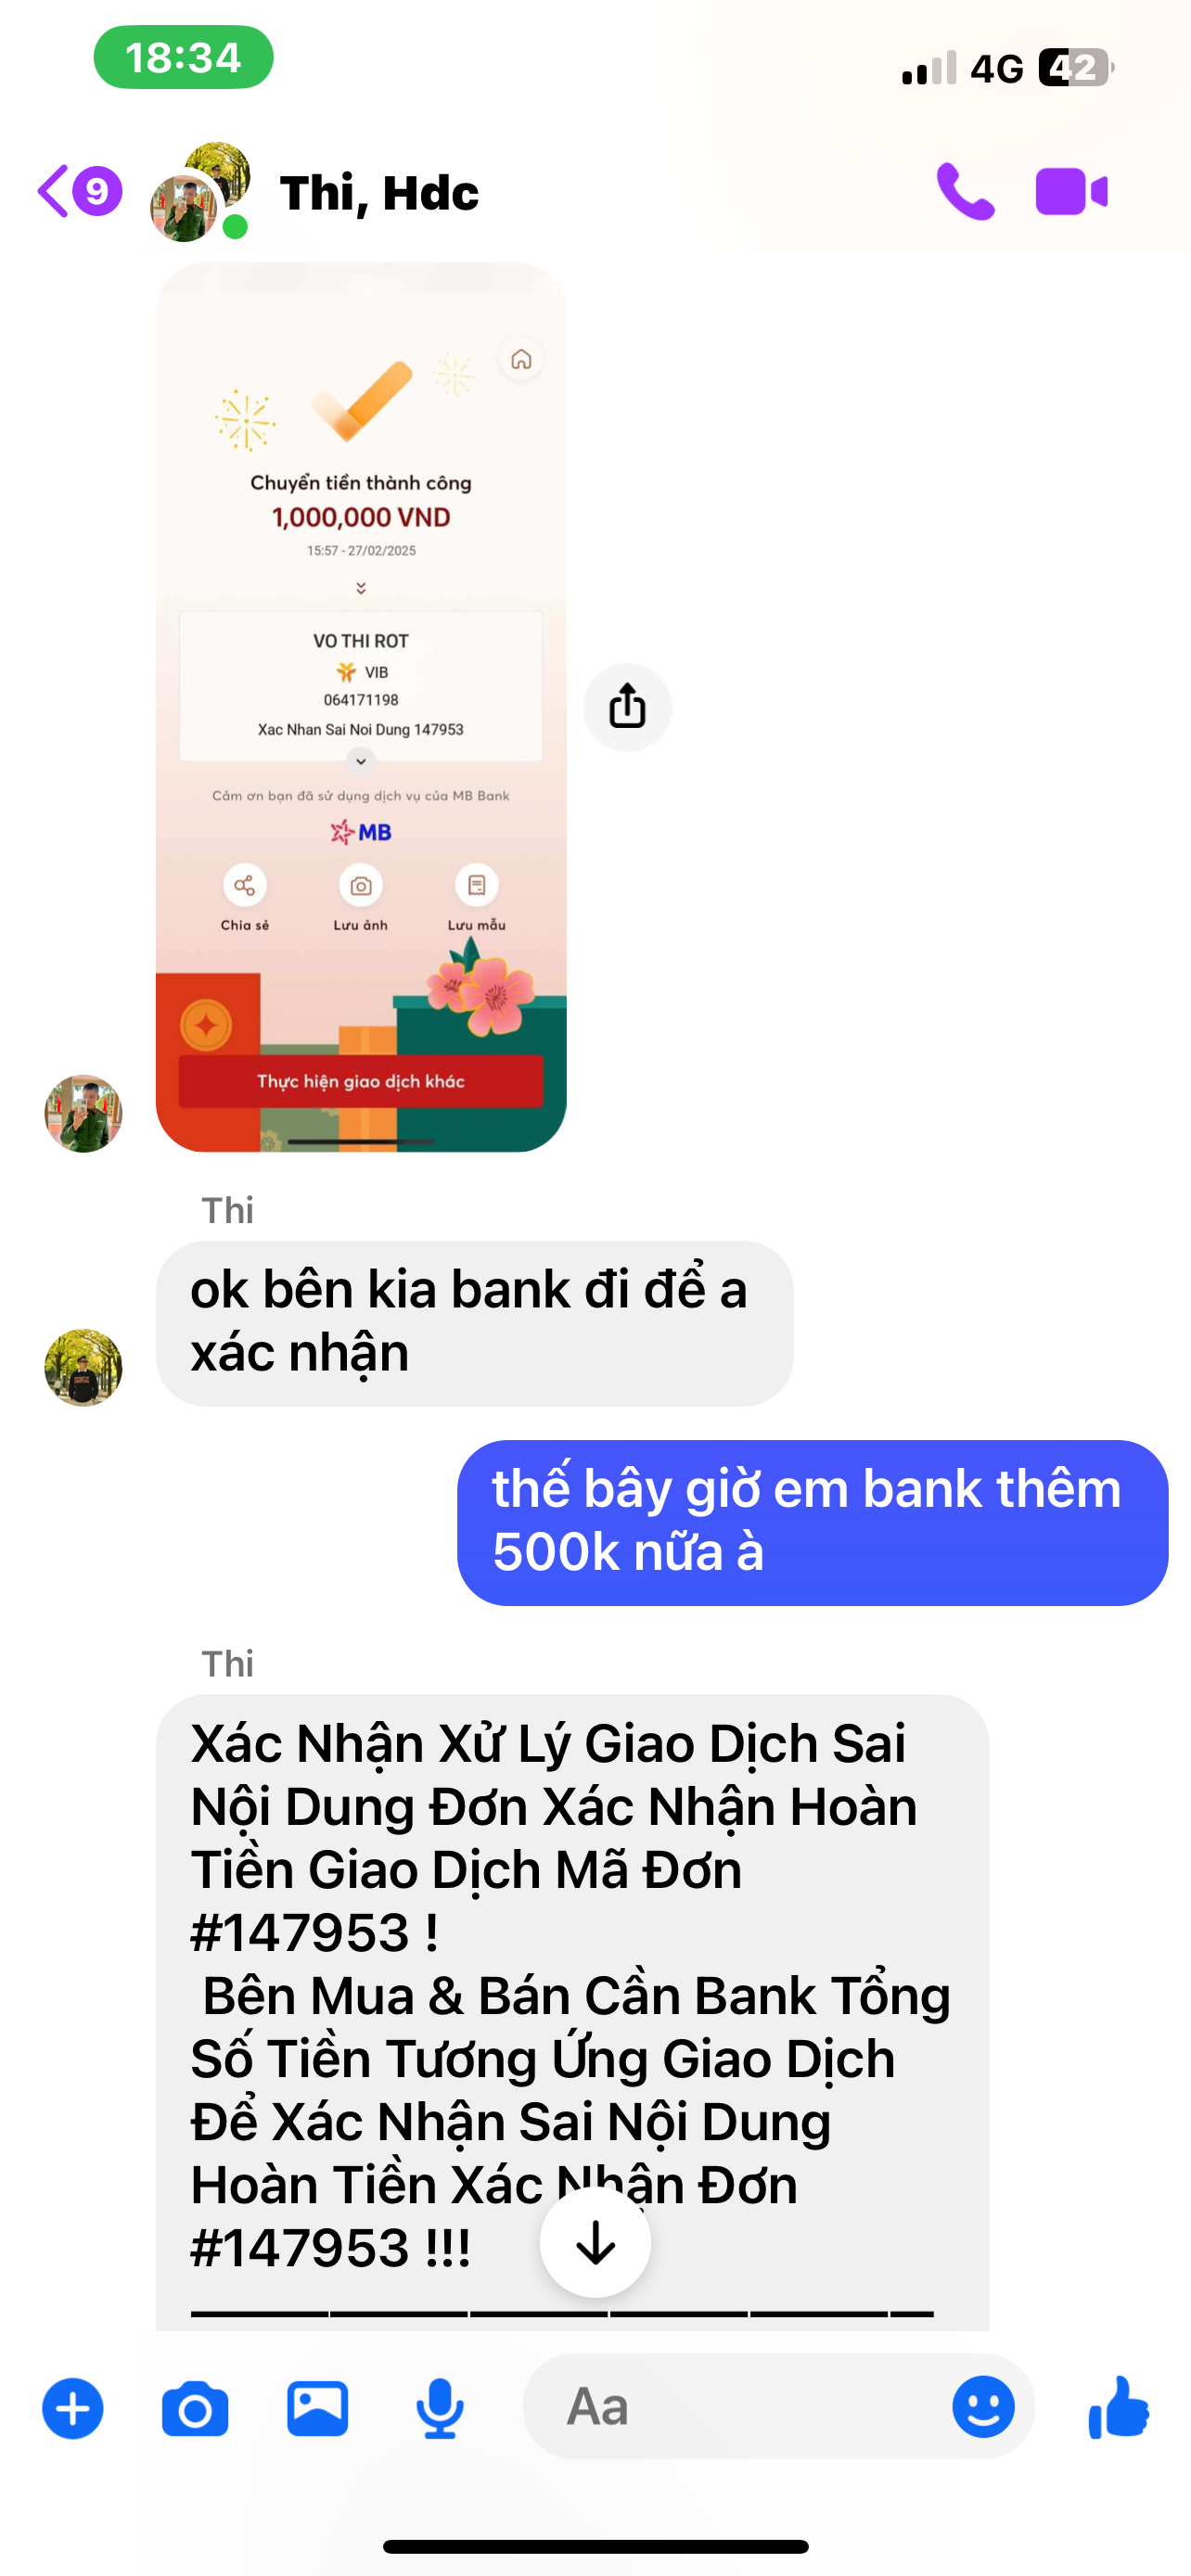 18:34
4G 42
9
Thi, Hdc
Chuyển tiền thành công
1,000,000 VND
15:57 - 27/02/2025
VO THI ROT
VIB
064171198
Xac Nhan Sai Noi Dung 147953
Cảm ơn bạn đã sử dụng dịch vụ của MB Bank
MB
Chia sẻ Lưu ảnh Lưu mẫu
Thực hiện giao dịch khác
Thi
ok bên kia bank đi để a
xác nhận
thế bây giờ em bank thêm
500k nữa à
Thi
Xác Nhận Xử Lý Giao Dịch Sai
Nội Dung Đơn Xác Nhận Hoàn
Tiền Giao Dịch Mã Đơn
#147953 !
Bên Mua & Bán Cần Bank Tổng
Số Tiền Tương Ứng Giao Dịch
Để Xác Nhận Sai Nội Dung
Hoàn Tiền Xác Nhận Đơn
#147953 !!!
Aa